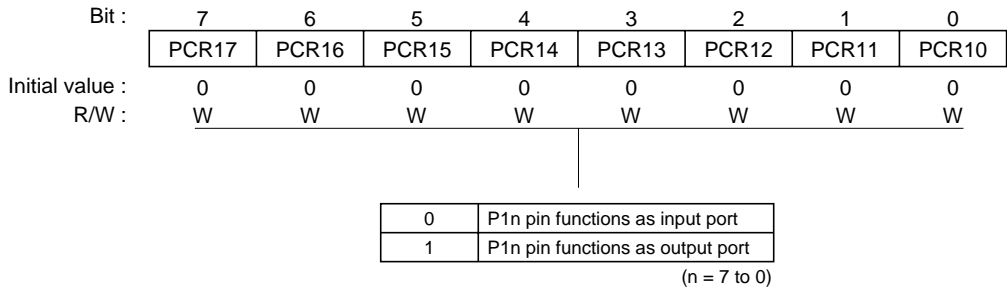 Bit : 7 6 5 4 3 2 1 0
PCR17 PCR16 PCR15 PCR14 PCR13 PCR12 PCR11 PCR10
Initial value : 0 0 0 0 0 0 0 0
R/W : W W W W W W W W
0 P1n pin functions as input port
1 P1n pin functions as output port
(n = 7 to 0)